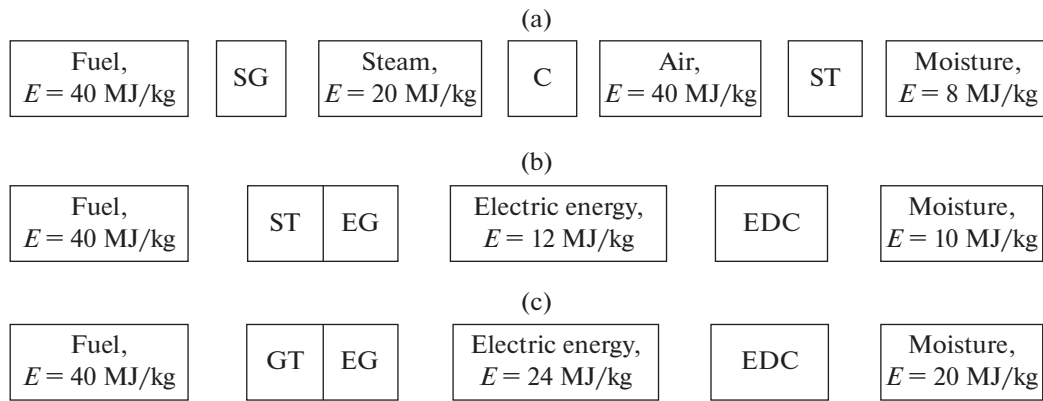 (a)
Fuel,
E = 40 MJ/kg
SG
Steam,
E = 20 MJ/kg
C
Air,
E = 40 MJ/kg
ST
Moisture,
E = 8 MJ/kg
(b)
Fuel,
E = 40 MJ/kg
ST
EG
Electric energy,
E = 12 MJ/kg
EDC
Moisture,
E = 10 MJ/kg
(c)
Fuel,
E = 40 MJ/kg
GT
EG
Electric energy,
E = 24 MJ/kg
EDC
Moisture,
E = 20 MJ/kg